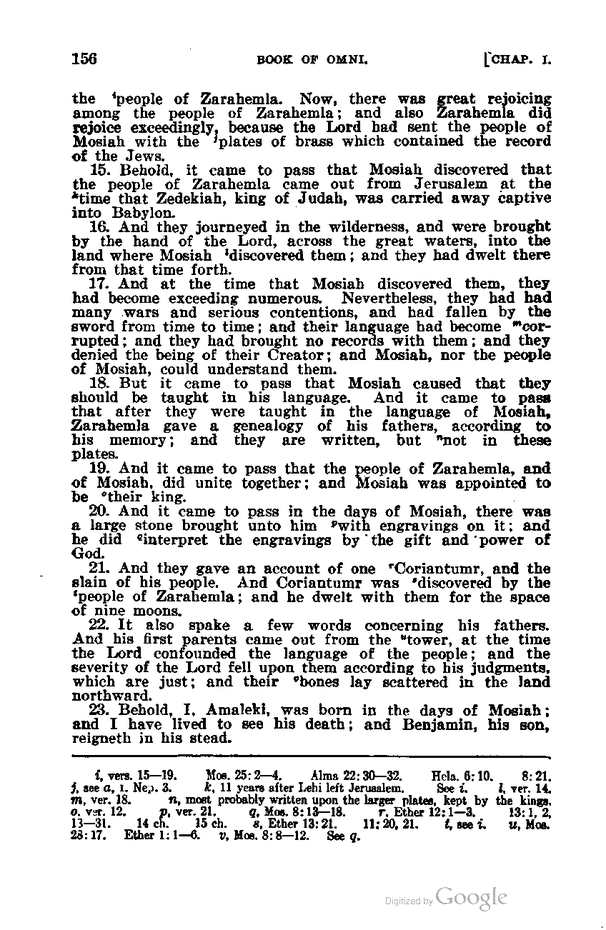 156 BOOK OF OMNI. [CHAP. I.
the ⁱpeople of Zarahemla. Now, there was great rejoicing
among the people of Zarahemla; and also Zarahemla did
rejoice exceedingly, because the Lord had sent the people of
Mosiah with the ʲplates of brass which contained the record
of the Jews.
15. Behold, it came to pass that Mosiah discovered that
the people of Zarahemla came out from Jerusalem at the
ᵏtime that Zedekiah, king of Judah, was carried away captive
into Babylon.
16. And they journeyed in the wilderness, and were brought
by the hand of the Lord, across the great waters, into the
land where Mosiah ˡdiscovered them; and they had dwelt there
from that time forth.
17. And at the time that Mosiah discovered them, they
had become exceeding numerous. Nevertheless, they had had
many wars and serious contentions, and had fallen by the
sword from time to time; and their language had become ᵐcor-
rupted; and they had brought no records with them; and they
denied the being of their Creator; and Mosiah, nor the people
of Mosiah, could understand them.
18. But it came to pass that Mosiah caused that they
should be taught in his language. And it came to pass
that after they were taught in the language of Mosiah,
Zarahemla gave a genealogy of his fathers, according to
his memory; and they are written, but ⁿnot in these
plates.
19. And it came to pass that the people of Zarahemla, and
of Mosiah, did unite together; and Mosiah was appointed to
be ᵒtheir king.
20. And it came to pass in the days of Mosiah, there was
a large stone brought unto him ᵖwith engravings on it; and
he did qinterpret the engravings by the gift and power of
God.
21. And they gave an account of one ʳCoriantumr, and the
slain of his people. And Coriantumr was ˢdiscovered by the
ᵗpeople of Zarahemla; and he dwelt with them for the space
of nine moons.
22. It also spake a few words concerning his fathers.
And his first parents came out from the ᵘtower, at the time
the Lord confounded the language of the people; and the
severity of the Lord fell upon them according to his judgments,
which are just; and their ᵛbones lay scattered in the land
northward.
23. Behold, I, Amaleki, was born in the days of Mosiah;
and I have lived to see his death; and Benjamin, his son,
reigneth in his stead.
i, vers. 15—19. Mos. 25: 2—4. Alma 22: 30—32. Hela. 6: 10. 8: 21.
j, see a, 1. Nep. 3. k, 11 years after Lehi left Jerusalem. See i. l, ver. 14.
m, ver. 18. n, most probably written upon the larger plates, kept by the kings.
o, ver. 12. p, ver. 21. q, Mos. 8: 13—18. r, Ether 12: 1—3. 13: 1, 2,
13—31. 14 ch. 15 ch. s, Ether 13: 21. 11: 20, 21. t, see i. u, Mos.
28: 17. Ether 1: 1—6. v, Mos. 8: 8—12. See q.
Digitized by Google